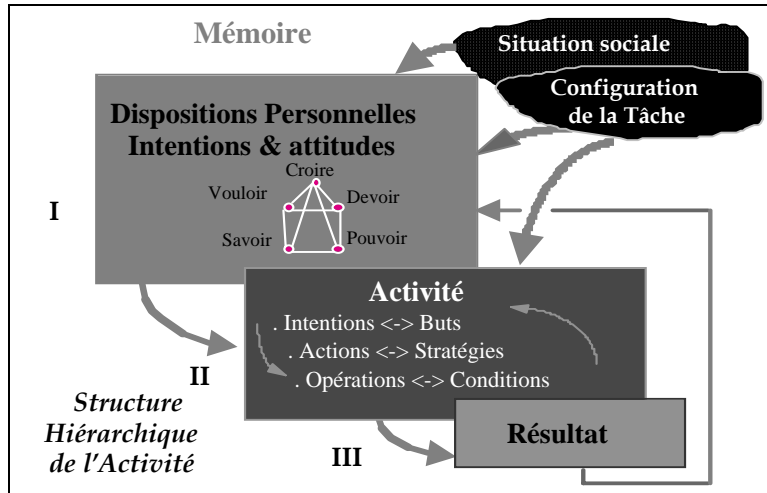 Mémoire
Situation sociale
Configuration
de la Tâche
Dispositions Personnelles
Intentions & attitudes
Croire
Vouloir
Devoir
Savoir
Pouvoir
I
Activité
. Intentions <-> Buts
. Actions <-> Stratégies
. Opérations <-> Conditions
II
Structure
Hiérarchique
de l'Activité
III
Résultat